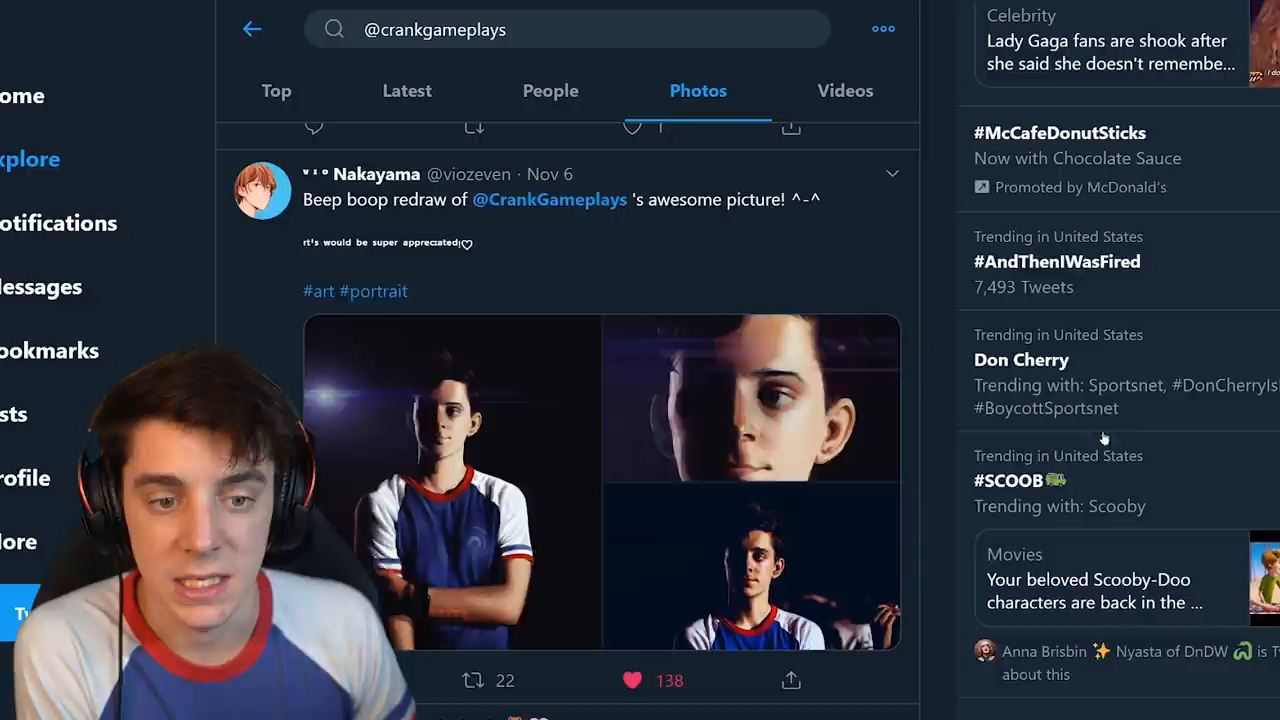 @crankgameplays
Top
Latest
People
Photos
Videos
ome
xplore
otifications
essages
ookmarks
sts
rofile
ore
Tw
1
ᵛ ᶦ ᵒ Nakayama @viozeven · Nov 6
Beep boop redraw of @CrankGameplays 's awesome picture! ^-^
rt's would be super appreciated!♡
#art #portrait
22
138
Celebrity
Lady Gaga fans are shook after
she said she doesn't remembe...
#McCafeDonutSticks
Now with Chocolate Sauce
Promoted by McDonald's
Trending in United States
#AndThenIWasFired
7,493 Tweets
Trending in United States
Don Cherry
Trending with: Sportsnet, #DonCherryIs
#BoycottSportsnet
Trending in United States
#SCOOB
Trending with: Scooby
Movies
Your beloved Scooby-Doo
characters are back in the ...
Anna Brisbin ✨ Nyasta of DnDW is T
about this